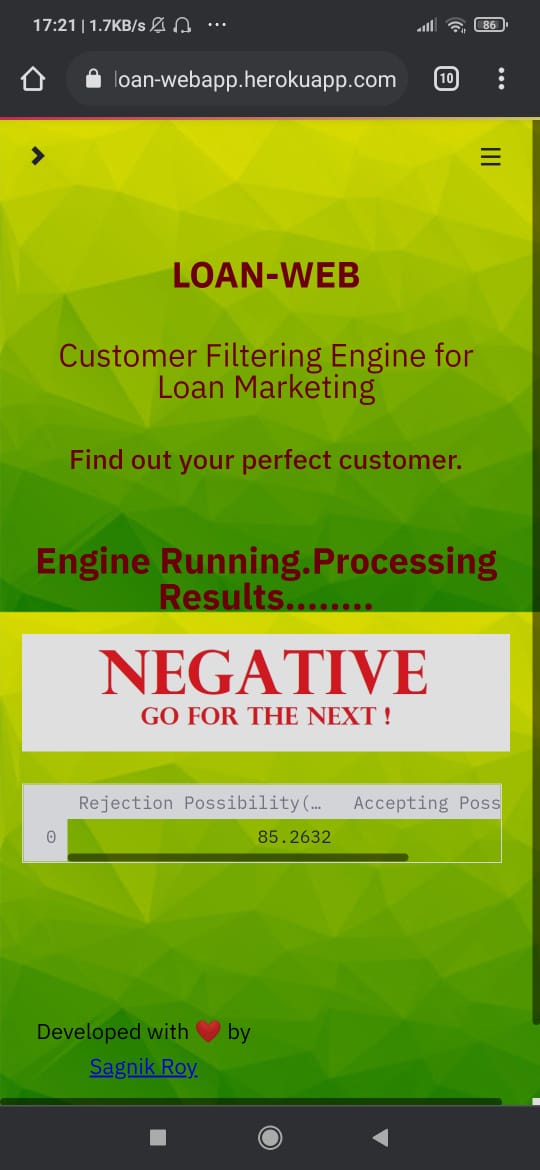 17:21 | 1.7KB/s ...
86
loan-webapp.herokuapp.com
10
LOAN-WEB
Customer Filtering Engine for
Loan Marketing
Find out your perfect customer.
Engine Running.Processing
Results........
NEGATIVE
GO FOR THE NEXT !
Rejection Possibility(… Accepting Poss
0 85.2632
Developed with ❤️ by
Sagnik Roy